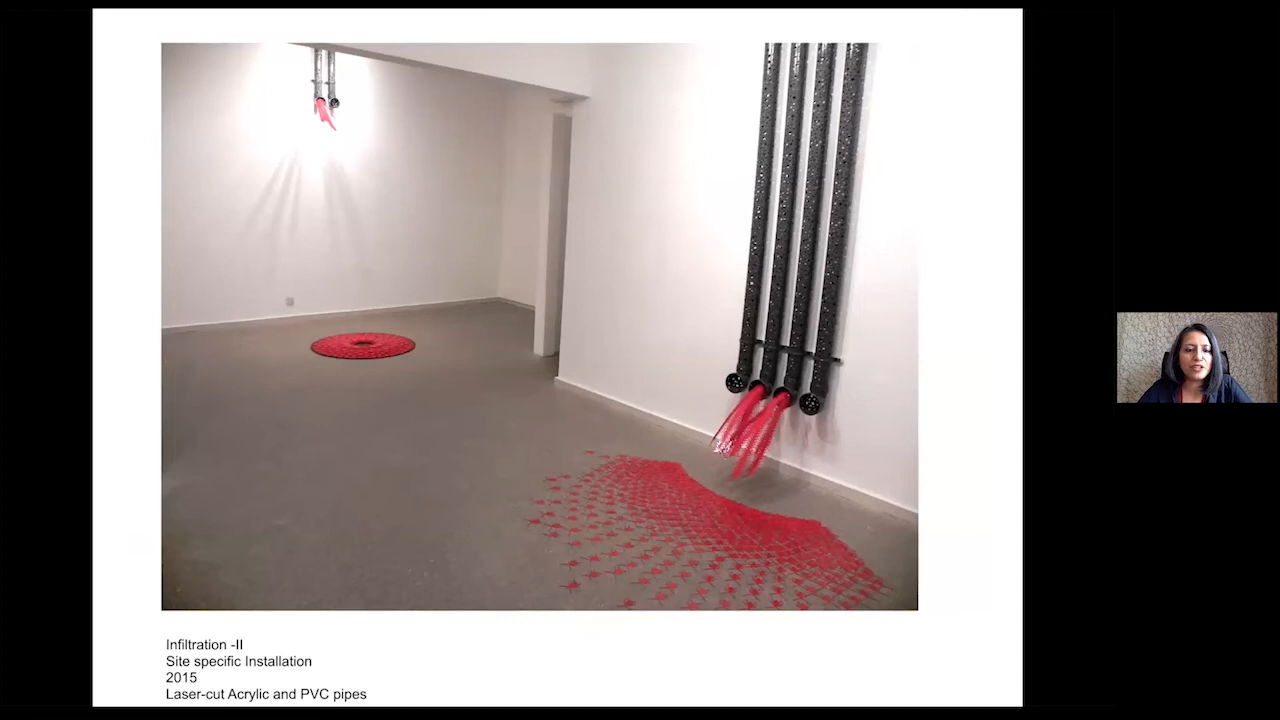 Infiltration -II
Site specific Installation
2015
Laser-cut Acrylic and PVC pipes